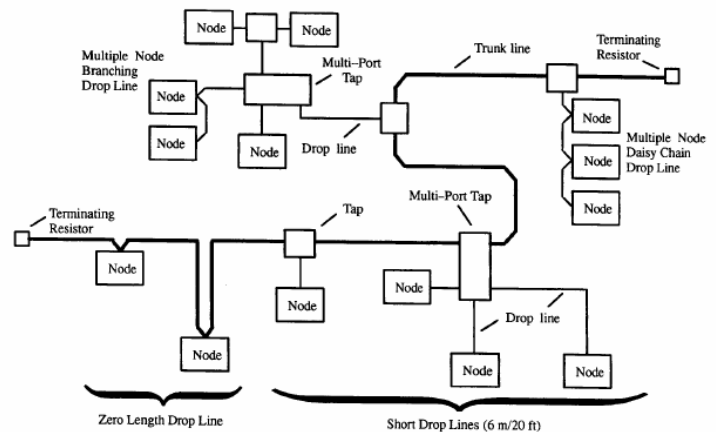 Node
Node
Multiple Node
Branching
Drop Line
Multi–Port
Tap
Trunk line
Terminating
Resistor
Node
Node
Node
Drop line
Node
Node
Node
Multiple Node
Daisy Chain
Drop Line
Terminating
Resistor
Tap
Multi–Port Tap
Node
Node
Node
Drop line
Node
Node
Node
Zero Length Drop Line
Short Drop Lines (6 m/20 ft)